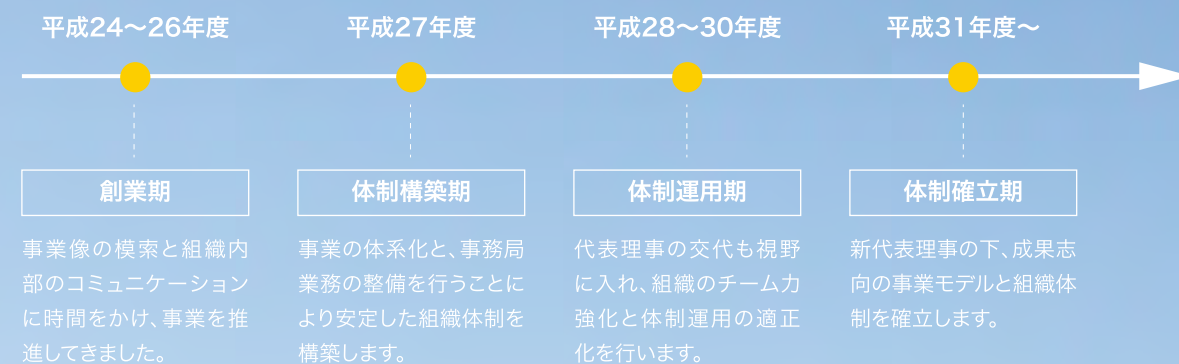 平成24〜26年度
平成27年度
平成28〜30年度
平成31年度〜
創業期
事業像の模索と組織内
部のコミュニケーション
に時間をかけ、事業を推
進してきました。
体制構築期
事業の体系化と、事務局
業務の整備を行うことに
より安定した組織体制を
構築します。
体制運用期
代表理事の交代も視野
に入れ、組織のチーム力
強化と体制運用の適正
化を行います。
体制確立期
新代表理事の下、成果志
向の事業モデルと組織体
制を確立します。